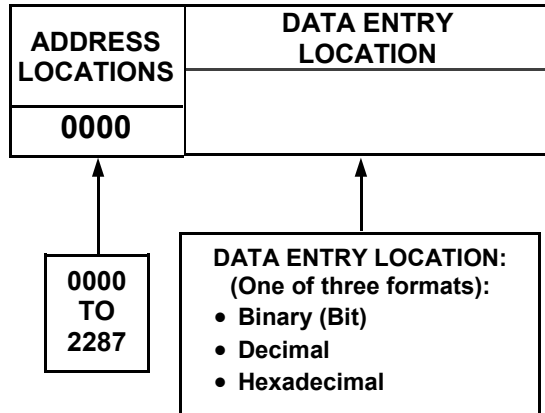 ADDRESS
LOCATIONS
DATA ENTRY
LOCATION
0000
0000
TO
2287
DATA ENTRY LOCATION:
(One of three formats):
• Binary (Bit)
• Decimal
• Hexadecimal